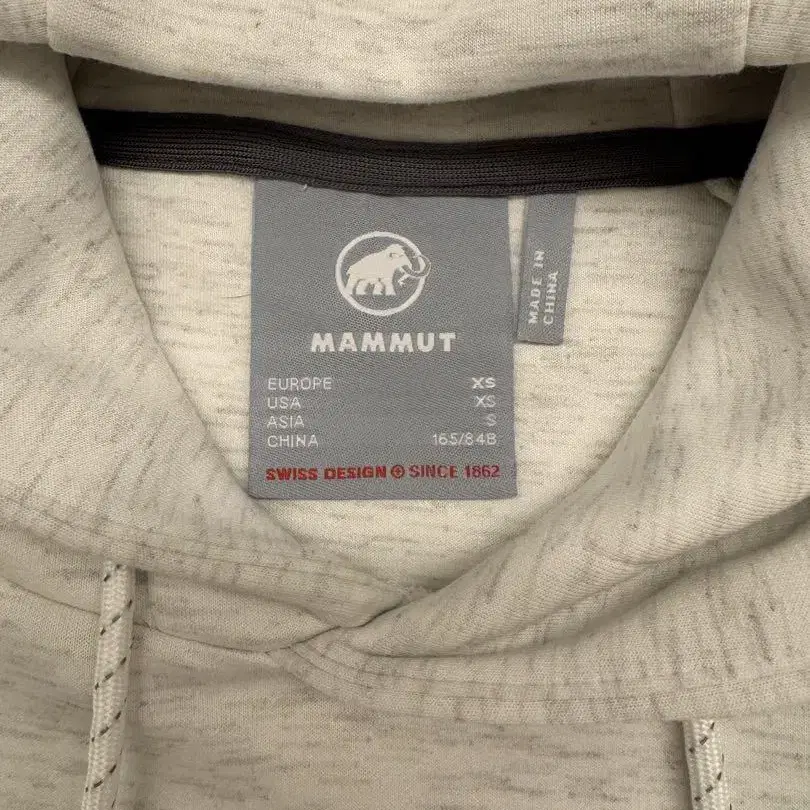 MAMMUT
EUROPE XS
USA XS
ASIA S
CHINA 165/84B
SWISS DESIGN SINCE 1862
MADE IN
CHINA